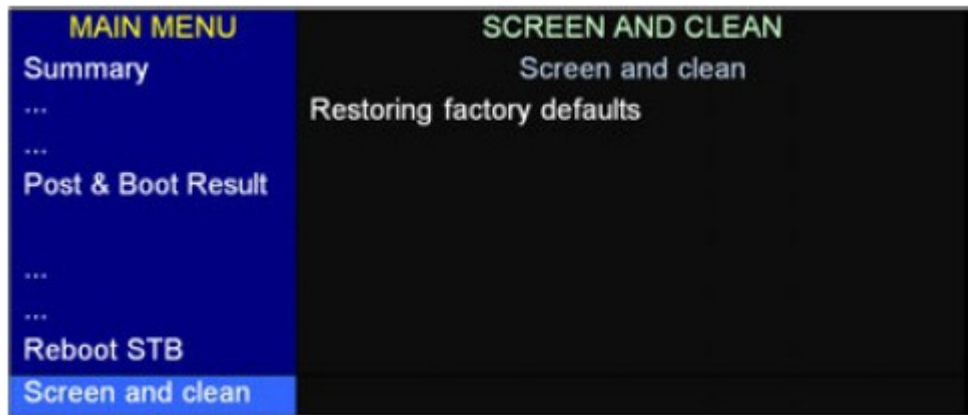 MAIN MENU
Summary
...
...
Post & Boot Result
...
...
Reboot STB
Screen and clean
SCREEN AND CLEAN
Screen and clean
Restoring factory defaults